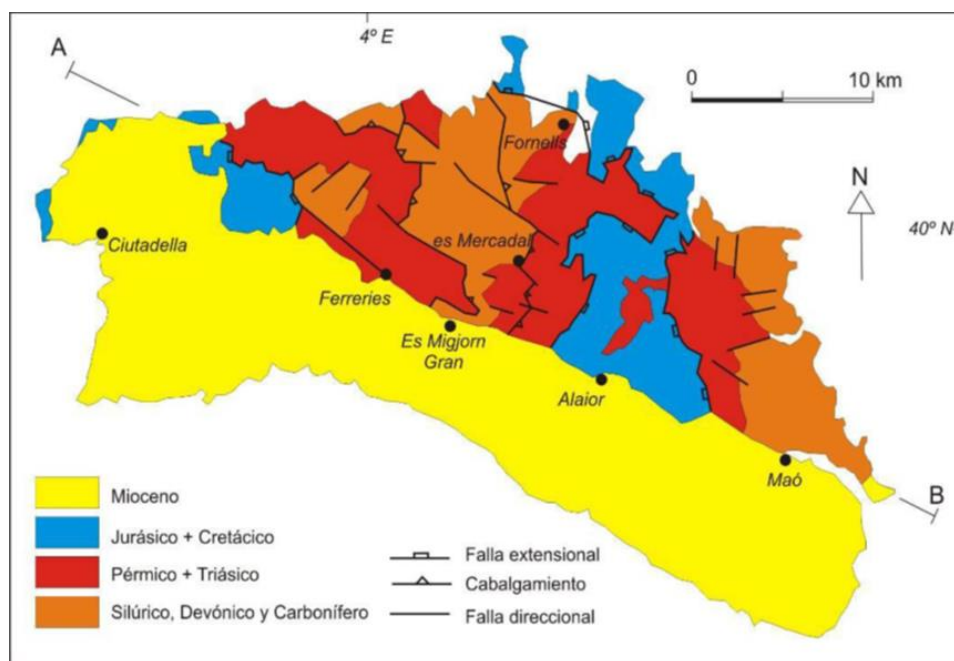 4º E
A
0
10 km
Fornells
N
40º N
Ciutadella
es Mercadal
Ferreries
Es Migjorn
Gran
Alaior
Maó
B
Mioceno
Jurásico + Cretácico
Pérmico + Triásico
Silúrico, Devónico y Carbonífero
Falla extensional
Cabalgamiento
Falla direccional